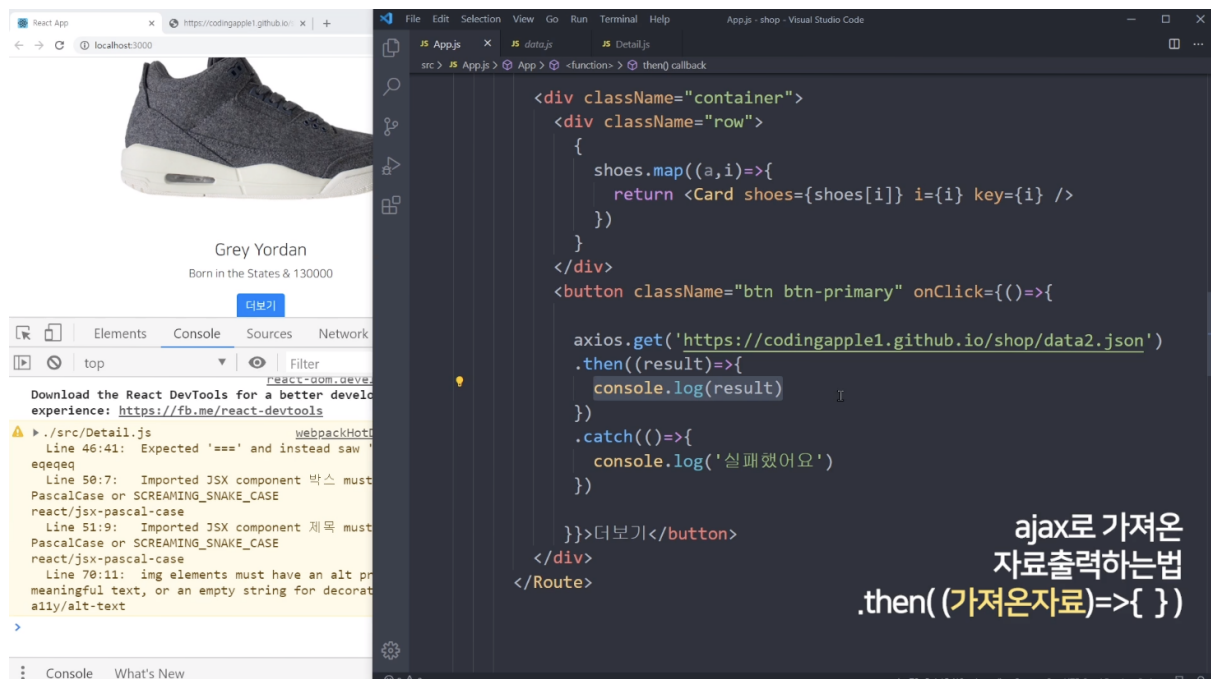 React App
https://codingapple1.github.io/
localhost:3000
Grey Yordan
Born in the States & 130000
더보기
Elements Console Sources Network
top Filter
react-dom.deve
Download the React DevTools for a better develo
experience: https://fb.me/react-devtools
./src/Detail.js webpackHotD
Line 46:41: Expected '===' and instead saw '
eqeqeq
Line 50:7: Imported JSX component 박스 must
PascalCase or SCREAMING_SNAKE_CASE
react/jsx-pascal-case
Line 51:9: Imported JSX component 제목 must
PascalCase or SCREAMING_SNAKE_CASE
react/jsx-pascal-case
Line 70:11: img elements must have an alt pr
meaningful text, or an empty string for decorat
a11y/alt-text
Console What's New
File Edit Selection View Go Run Terminal Help App.js - shop - Visual Studio Code
JS App.js JS data.js JS Detail.js
src > JS App.js > App > <function> > then() callback
<div className="container">
<div className="row">
{
shoes.map((a,i)=>{
return <Card shoes={shoes[i]} i={i} key={i} />
})
}
</div>
<button className="btn btn-primary" onClick={()=>{
axios.get('https://codingapple1.github.io/shop/data2.json')
.then((result)=>{
console.log(result)
})
.catch(()=>{
console.log('실패했어요')
})
}}>더보기</button>
</div>
</Route>
ajax로 가져온
자료출력하는법
.then( (가져온자료)=>{ } )